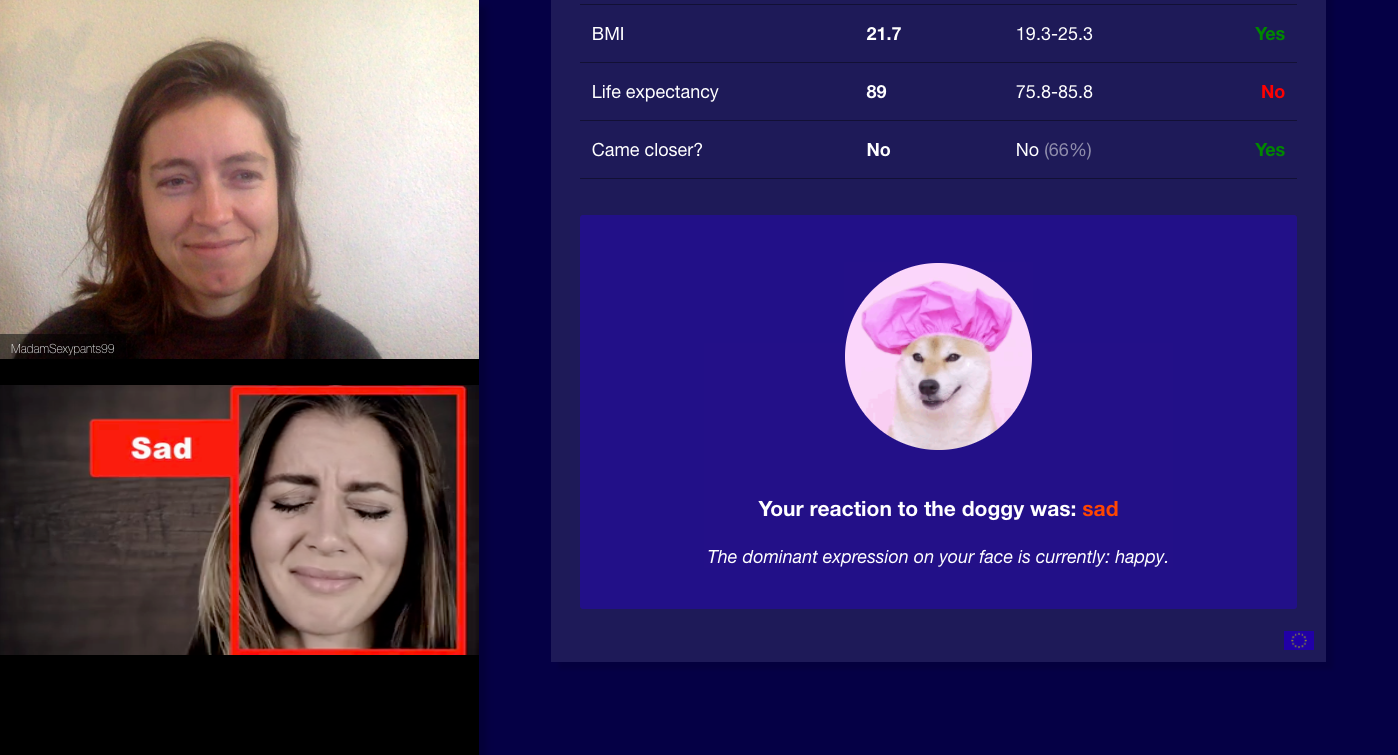 MadamSexypants99
Sad
BMI 21.7 19.3-25.3 Yes
Life expectancy 89 75.8-85.8 No
Came closer? No No (66%) Yes
Your reaction to the doggy was: sad
The dominant expression on your face is currently: happy.